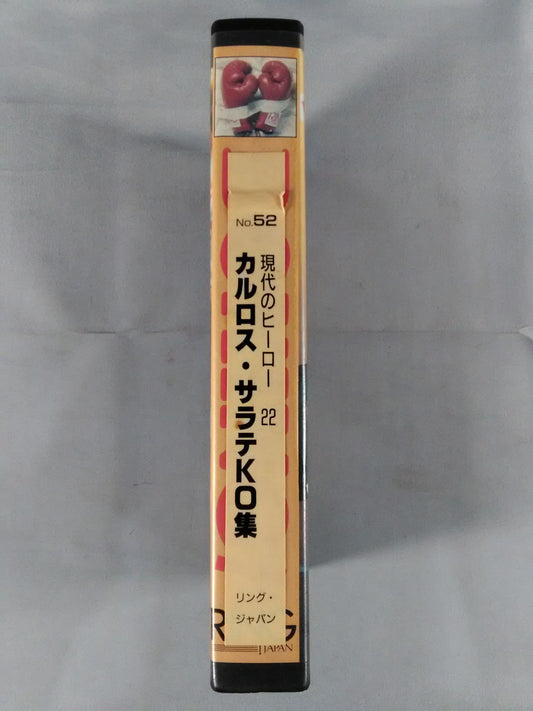 No.52
現代のヒーロー 22
カルロス・サラテKO集
リング・
ジャパン
R G
JAPAN